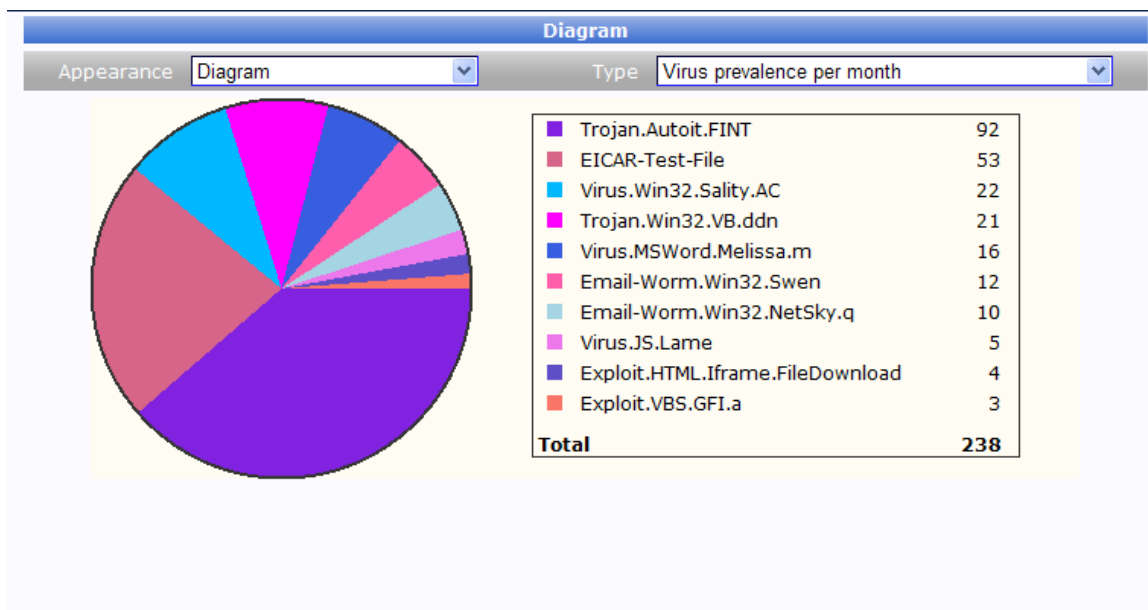 Diagram
Appearance Diagram Type Virus prevalence per month
Trojan.Autoit.FINT 92
EICAR-Test-File 53
Virus.Win32.Sality.AC 22
Trojan.Win32.VB.ddn 21
Virus.MSWord.Melissa.m 16
Email-Worm.Win32.Swen 12
Email-Worm.Win32.NetSky.q 10
Virus.JS.Lame 5
Exploit.HTML.Iframe.FileDownload 4
Exploit.VBS.GFI.a 3
Total 238